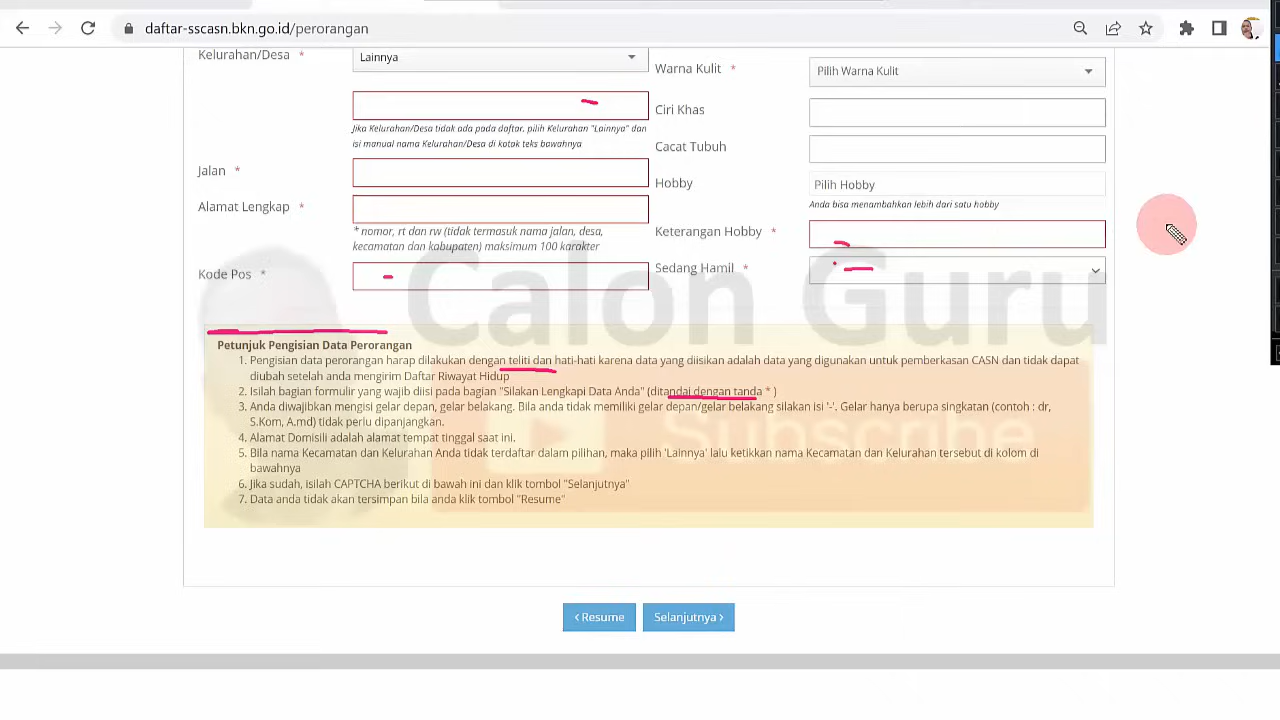 daftar-sscasn.bkn.go.id/perorangan
Kelurahan/Desa *
Lainnya
Jika Kelurahan/Desa tidak ada pada daftar, pilih Kelurahan "Lainnya" dan
isi manual nama Kelurahan/Desa di kotak teks bawahnya
Jalan *
Alamat Lengkap *
* nomor, rt dan rw (tidak termasuk nama jalan, desa,
kecamatan dan kabupaten) maksimum 100 karakter
Kode Pos *
Warna Kulit *
Pilih Warna Kulit
Ciri Khas
Cacat Tubuh
Hobby
Pilih Hobby
Anda bisa menambahkan lebih dari satu hobby
Keterangan Hobby *
Sedang Hamil *
Calon Guru
Subscribe
Petunjuk Pengisian Data Perorangan
1. Pengisian data perorangan harap dilakukan dengan teliti dan hati-hati karena data yang diisikan adalah data yang digunakan untuk pemberkasan CASN dan tidak dapat
diubah setelah anda mengirim Daftar Riwayat Hidup
2. Isilah bagian formulir yang wajib diisi pada bagian "Silakan Lengkapi Data Anda" (ditandai dengan tanda * )
3. Anda diwajibkan mengisi gelar depan, gelar belakang. Bila anda tidak memiliki gelar depan/gelar belakang silakan isi '-'. Gelar hanya berupa singkatan (contoh : dr,
S.Kom, A.md) tidak perlu dipanjangkan.
4. Alamat Domisili adalah alamat tempat tinggal saat ini.
5. Bila nama Kecamatan dan Kelurahan Anda tidak terdaftar dalam pilihan, maka pilih 'Lainnya' lalu ketikkan nama Kecamatan dan Kelurahan tersebut di kolom di
bawahnya
6. Jika sudah, isilah CAPTCHA berikut di bawah ini dan klik tombol "Selanjutnya"
7. Data anda tidak akan tersimpan bila anda klik tombol "Resume"
‹ Resume
Selanjutnya ›